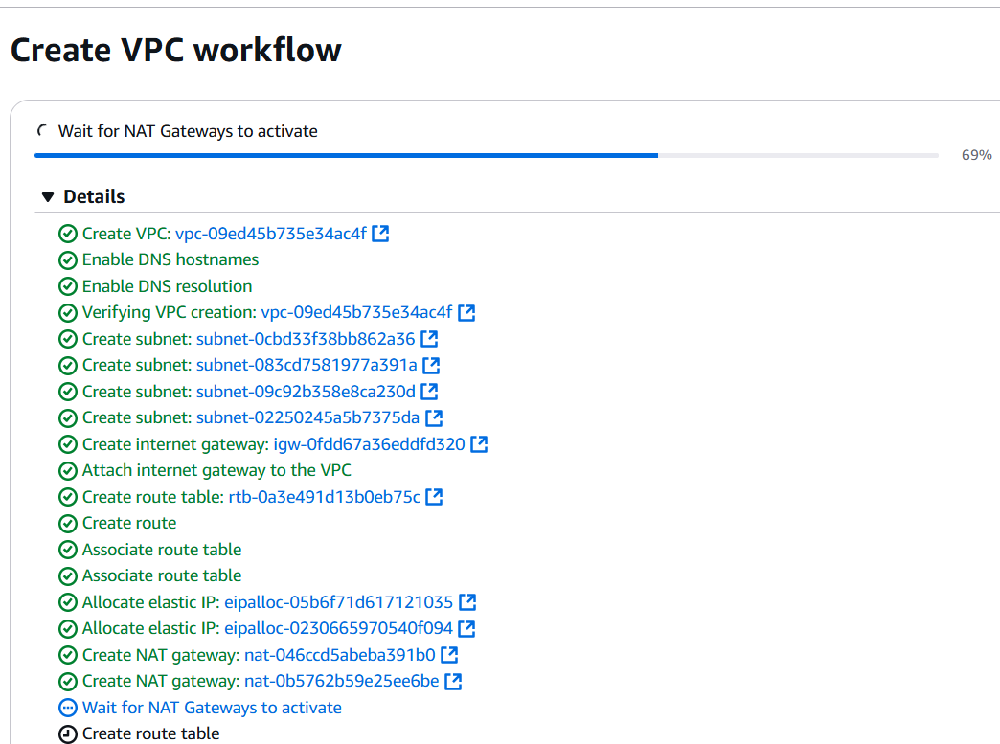 Create VPC workflow
Wait for NAT Gateways to activate
69%
Details
Create VPC: vpc-09ed45b735e34ac4f
Enable DNS hostnames
Enable DNS resolution
Verifying VPC creation: vpc-09ed45b735e34ac4f
Create subnet: subnet-0cbd33f38bb862a36
Create subnet: subnet-083cd7581977a391a
Create subnet: subnet-09c92b358e8ca230d
Create subnet: subnet-02250245a5b7375da
Create internet gateway: igw-0fdd67a36eddfd320
Attach internet gateway to the VPC
Create route table: rtb-0a3e491d13b0eb75c
Create route
Associate route table
Associate route table
Allocate elastic IP: eipalloc-05b6f71d617121035
Allocate elastic IP: eipalloc-0230665970540f094
Create NAT gateway: nat-046ccd5abeba391b0
Create NAT gateway: nat-0b5762b59e25ee6be
Wait for NAT Gateways to activate
Create route table